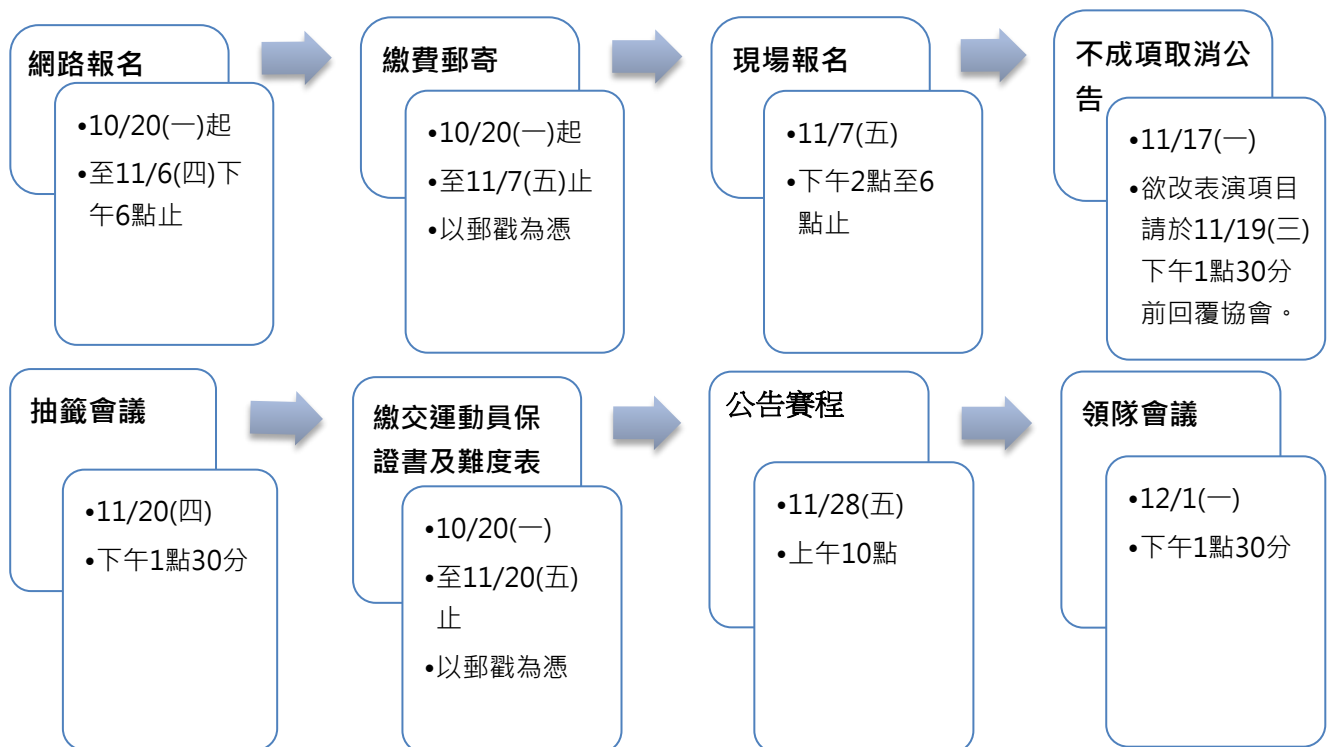 網路報名
•10/20(一)起
•至11/6(四)下
午6點止
繳費郵寄
•10/20(一)起
•至11/7(五)止
•以郵戳為憑
現場報名
•11/7(五)
•下午2點至6
點止
不成項取消公
告
•11/17(一)
•欲改表演項目
請於11/19(三)
下午1點30分
前回覆協會。
抽籤會議
•11/20(四)
•下午1點30分
繳交運動員保
證書及難度表
•10/20(一)
•至11/20(五)
止
•以郵戳為憑
公告賽程
•11/28(五)
•上午10點
領隊會議
•12/1(一)
•下午1點30分